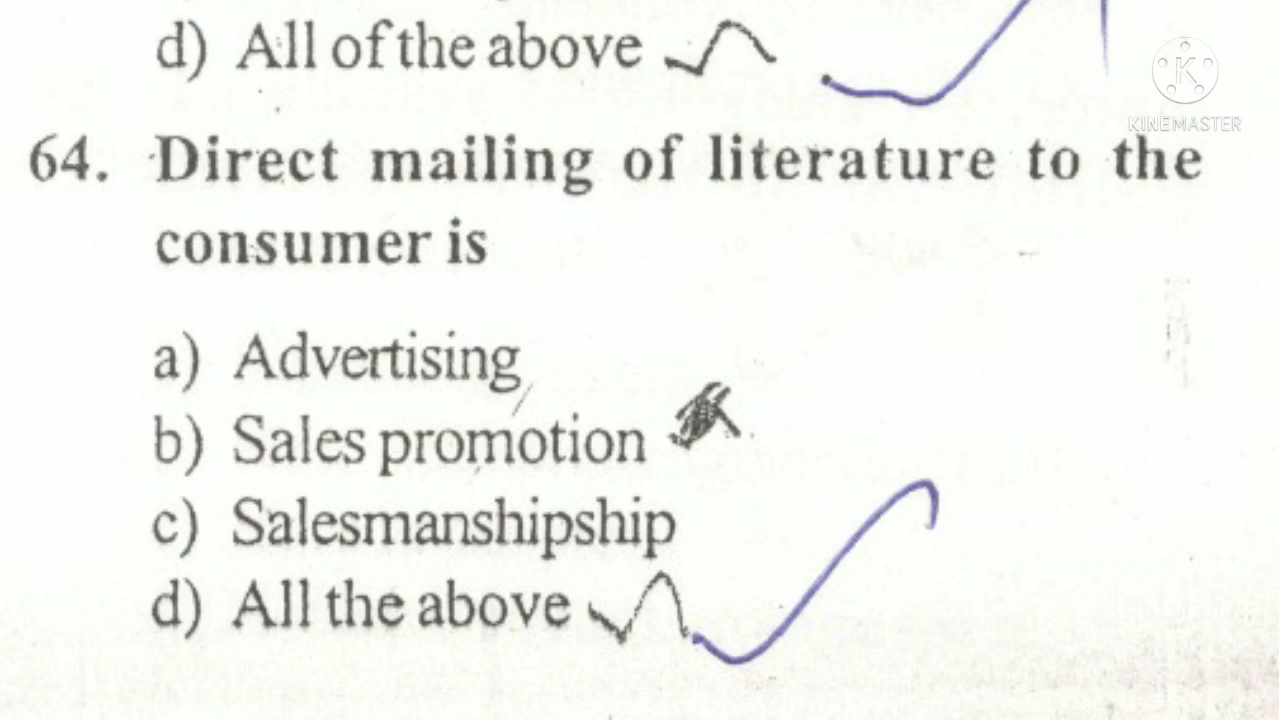 d) All of the above
K
KINEMASTER
64. Direct mailing of literature to the
consumer is
a) Advertising
b) Sales promotion
c) Salesmanshipship
d) All the above